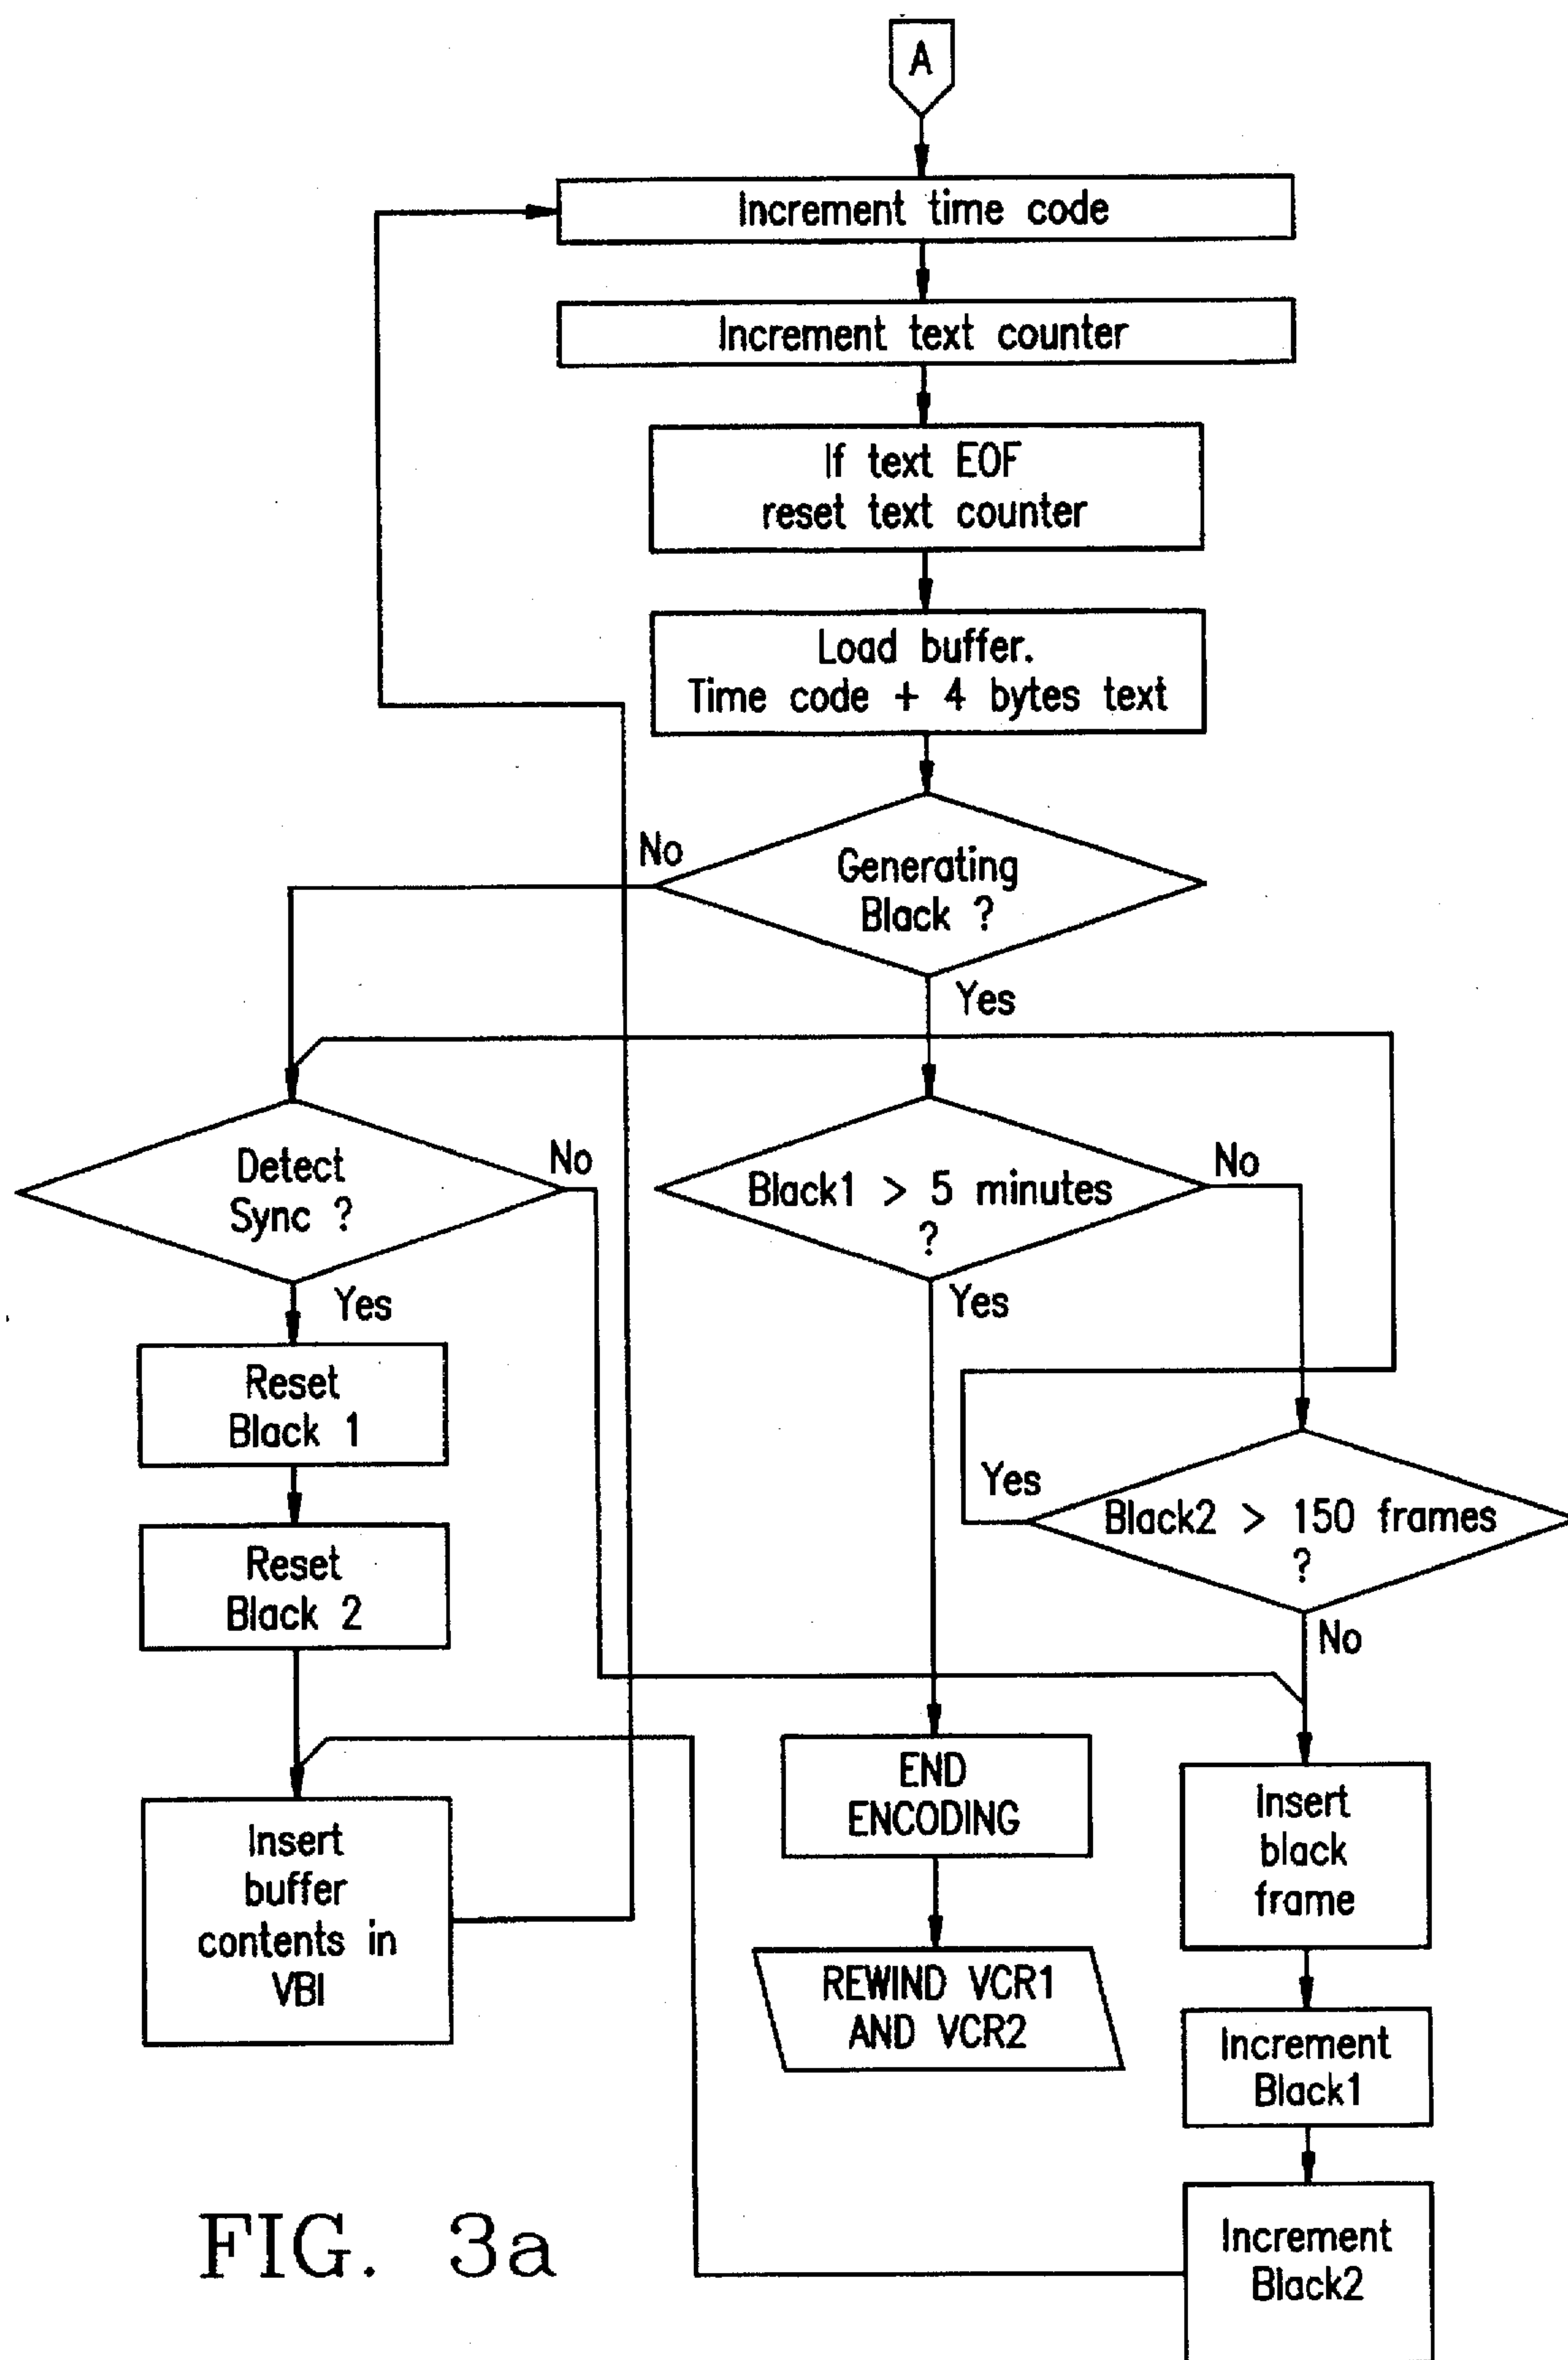 A
Increment time code
Increment text counter
If text EOF
reset text counter
Load buffer.
Time code + 4 bytes text
No
Generating
Black ?
Yes
Detect
Sync ?
No
Yes
Black1 > 5 minutes
?
No
Yes
Reset
Black 1
Yes
Black2 > 150 frames
?
No
Reset
Black 2
Insert
buffer
contents in
VBI
END
ENCODING
Insert
black
frame
REWIND VCR1
AND VCR2
Increment
Black1
Increment
Black2
FIG. 3a